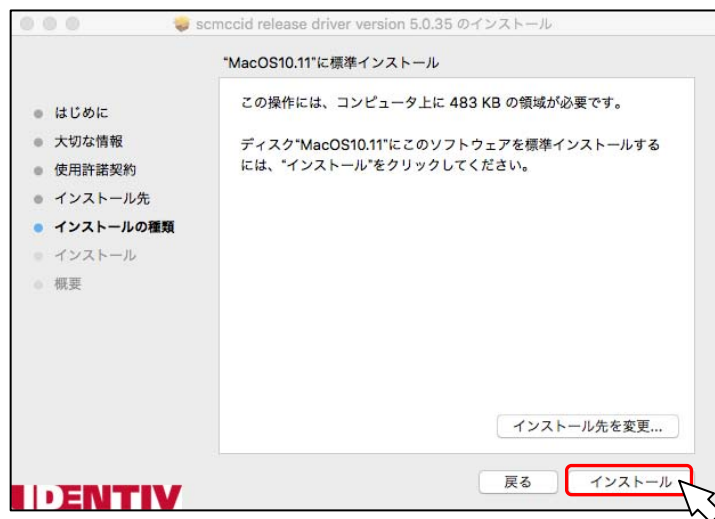 scmccid release driver version 5.0.35 のインストール
"MacOS10.11"に標準インストール
はじめに
大切な情報
使用許諾契約
インストール先
インストールの種類
インストール
概要
この操作には、コンピュータ上に 483 KB の領域が必要です。
ディスク"MacOS10.11"にこのソフトウェアを標準インストールする
には、"インストール"をクリックしてください。
インストール先を変更...
戻る
インストール
IDENTIV